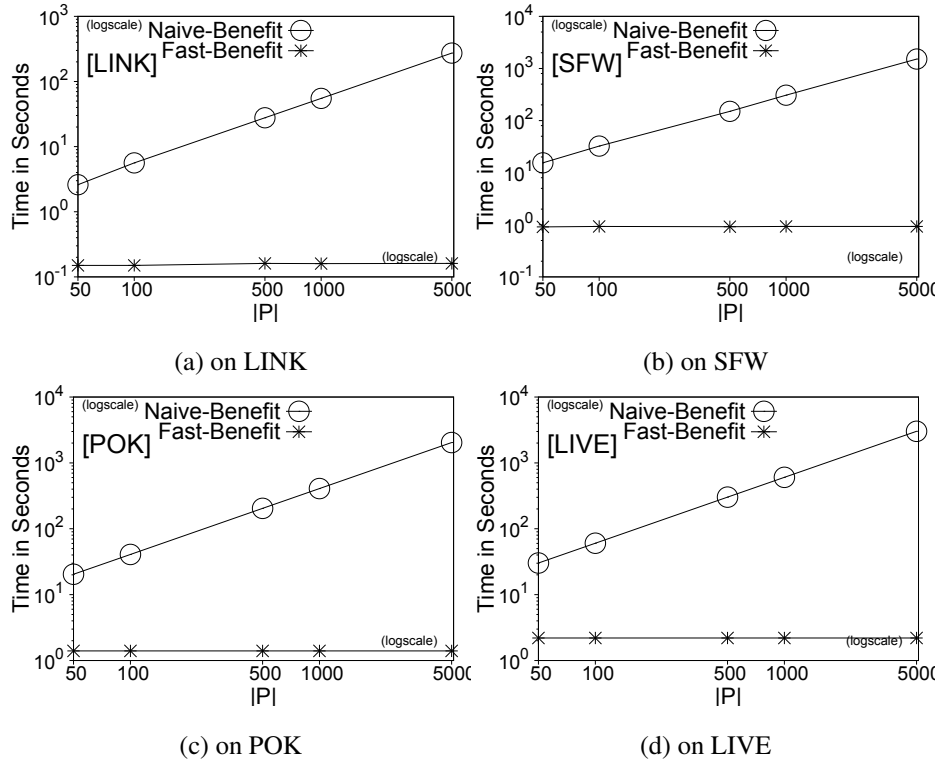 (logscale)
Naive-Benefit
Fast-Benefit
[LINK]
Time in Seconds
10^3
10^2
10^1
10^0
10^-1
(logscale)
50 100 500 1000 5000
|P|
(a) on LINK
(logscale)
Naive-Benefit
Fast-Benefit
[SFW]
Time in Seconds
10^4
10^3
10^2
10^1
10^0
10^-1
(logscale)
50 100 500 1000 5000
|P|
(b) on SFW
(logscale)
Naive-Benefit
Fast-Benefit
[POK]
Time in Seconds
10^4
10^3
10^2
10^1
10^0
(logscale)
50 100 500 1000 5000
|P|
(c) on POK
(logscale)
Naive-Benefit
Fast-Benefit
[LIVE]
Time in Seconds
10^4
10^3
10^2
10^1
10^0
(logscale)
50 100 500 1000 5000
|P|
(d) on LIVE